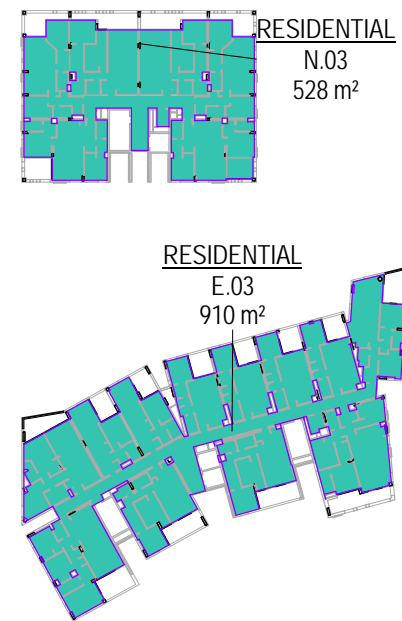 RESIDENTIAL
N.03
528 m²
RESIDENTIAL
E.03
910 m²